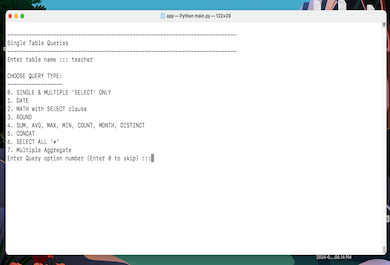 app — Python main.py — 122×28
Single Table Queries
Enter table name ::: teacher
CHOOSE QUERY TYPE:
0. SINGLE & MULTIPLE 'SELECT' ONLY
1. DATE
2. MATH with SELECT clause
3. ROUND
4. SUM, AVG, MAX, MIN, COUNT, MONTH, DISTINCT
5. CONCAT
6. SELECT ALL '*'
7. Multiple Aggregate
Enter Query option number (Enter 0 to skip) :::
2024-0....08.14 PM